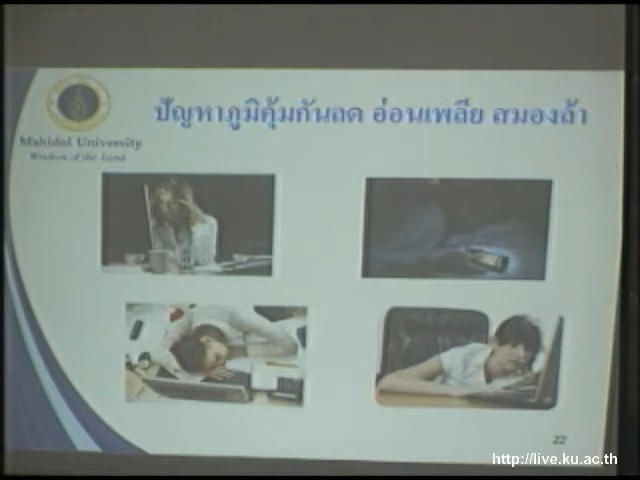 ปัญหาภูมิคุ้มกันลด อ่อนเพลีย สมองล้า
Mahidol University
Wisdom of the Land
22
http://live.ku.ac.th